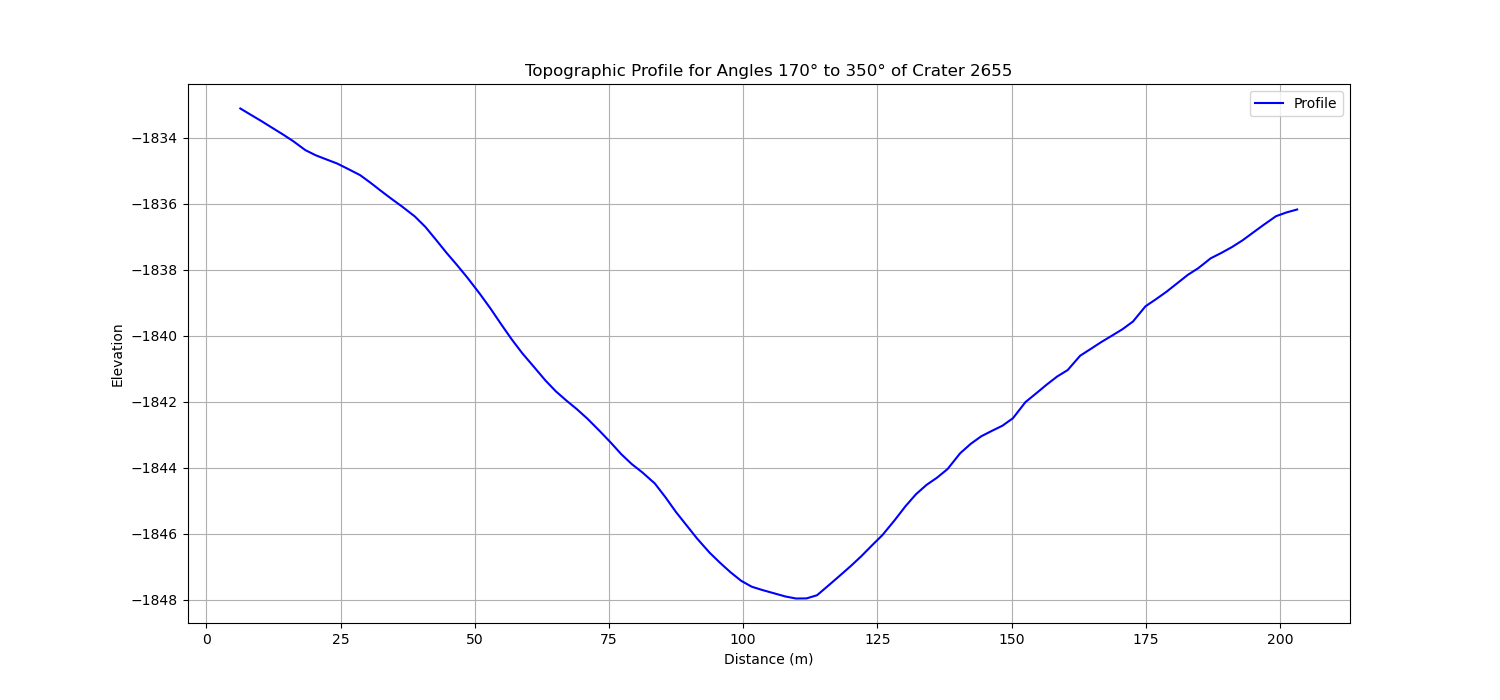 Topographic Profile for Angles 170° to 350° of Crater 2655
Profile
Elevation
−1834
−1836
−1838
−1840
−1842
−1844
−1846
−1848
0 25 50 75 100 125 150 175 200
Distance (m)